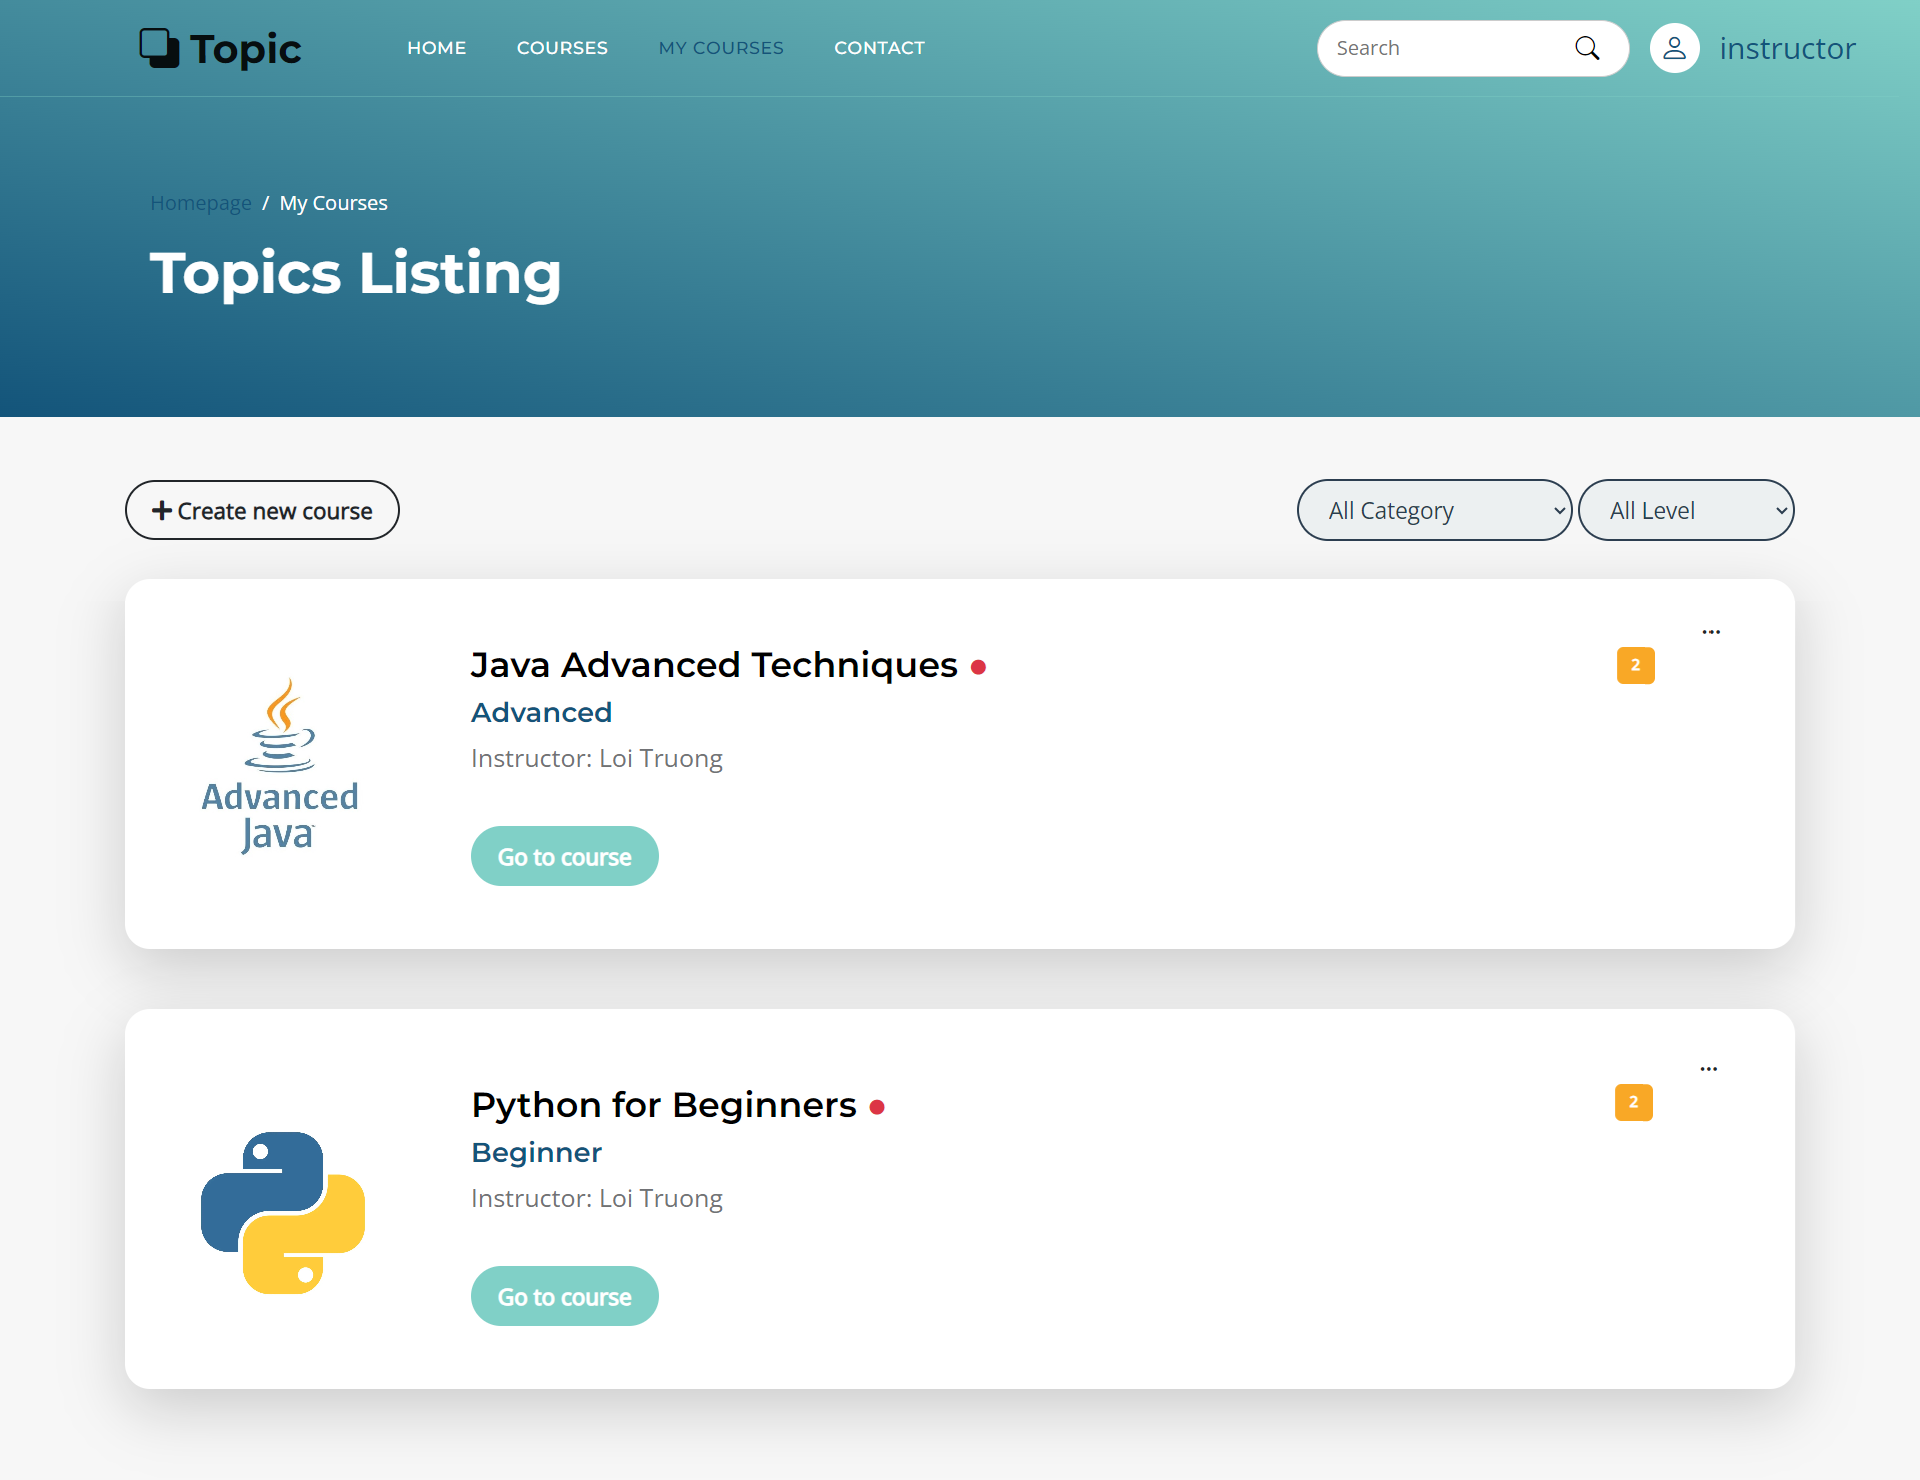 Topic
HOME
COURSES
MY COURSES
CONTACT
Search
instructor
Homepage / My Courses
Topics Listing
Create new course
All Category
All Level
Java Advanced Techniques
2
Advanced
Instructor: Loi Truong
Advanced
Java
Go to course
Python for Beginners
2
Beginner
Instructor: Loi Truong
Go to course